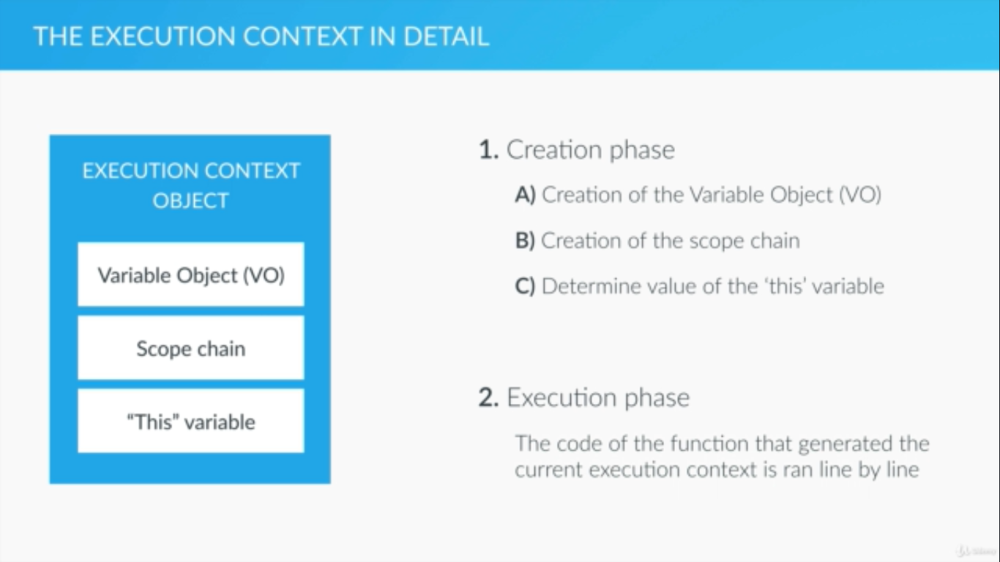 THE EXECUTION CONTEXT IN DETAIL
EXECUTION CONTEXT
OBJECT
Variable Object (VO)
Scope chain
“This” variable
1. Creation phase
A) Creation of the Variable Object (VO)
B) Creation of the scope chain
C) Determine value of the ‘this’ variable
2. Execution phase
The code of the function that generated the
current execution context is ran line by line